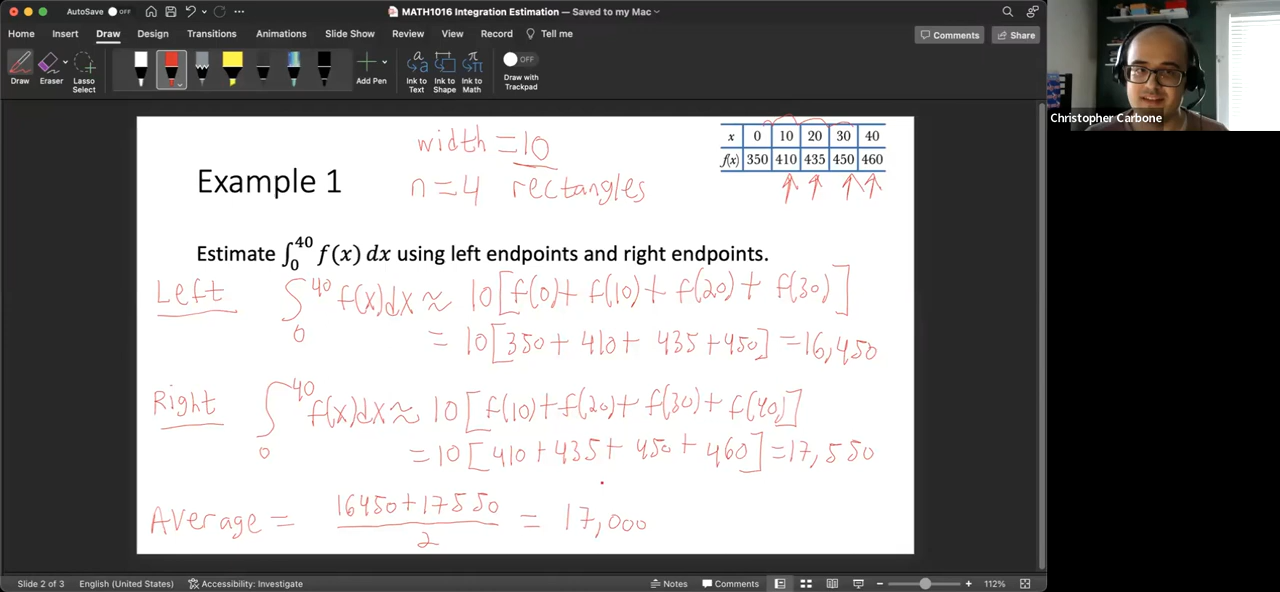 AutoSave OFF ... MATH1016 Integration Estimation — Saved to my Mac
Home Insert Draw Design Transitions Animations Slide Show Review View Record Tell me Comments Share
Draw Eraser Lasso Select Add Pen Ink to Text Ink to Shape Ink to Math OFF Draw with Trackpad
Christopher Carbone
width = 10
x 0 10 20 30 40
f(x) 350 410 435 450 460
Example 1
n = 4 rectangles
Estimate ∫₀⁴⁰ f(x) dx using left endpoints and right endpoints.
Left ∫₀⁴⁰ f(x)dx ≈ 10[f(0) + f(10) + f(20) + f(30)]
= 10[350 + 410 + 435 + 450] = 16,450
Right ∫₀⁴⁰ f(x)dx ≈ 10[f(10) + f(20) + f(30) + f(40)]
= 10[410 + 435 + 450 + 460] = 17,550
Average = 16450 + 17550 / 2 = 17,000
Slide 2 of 3 English (United States) Accessibility: Investigate Notes Comments 112%